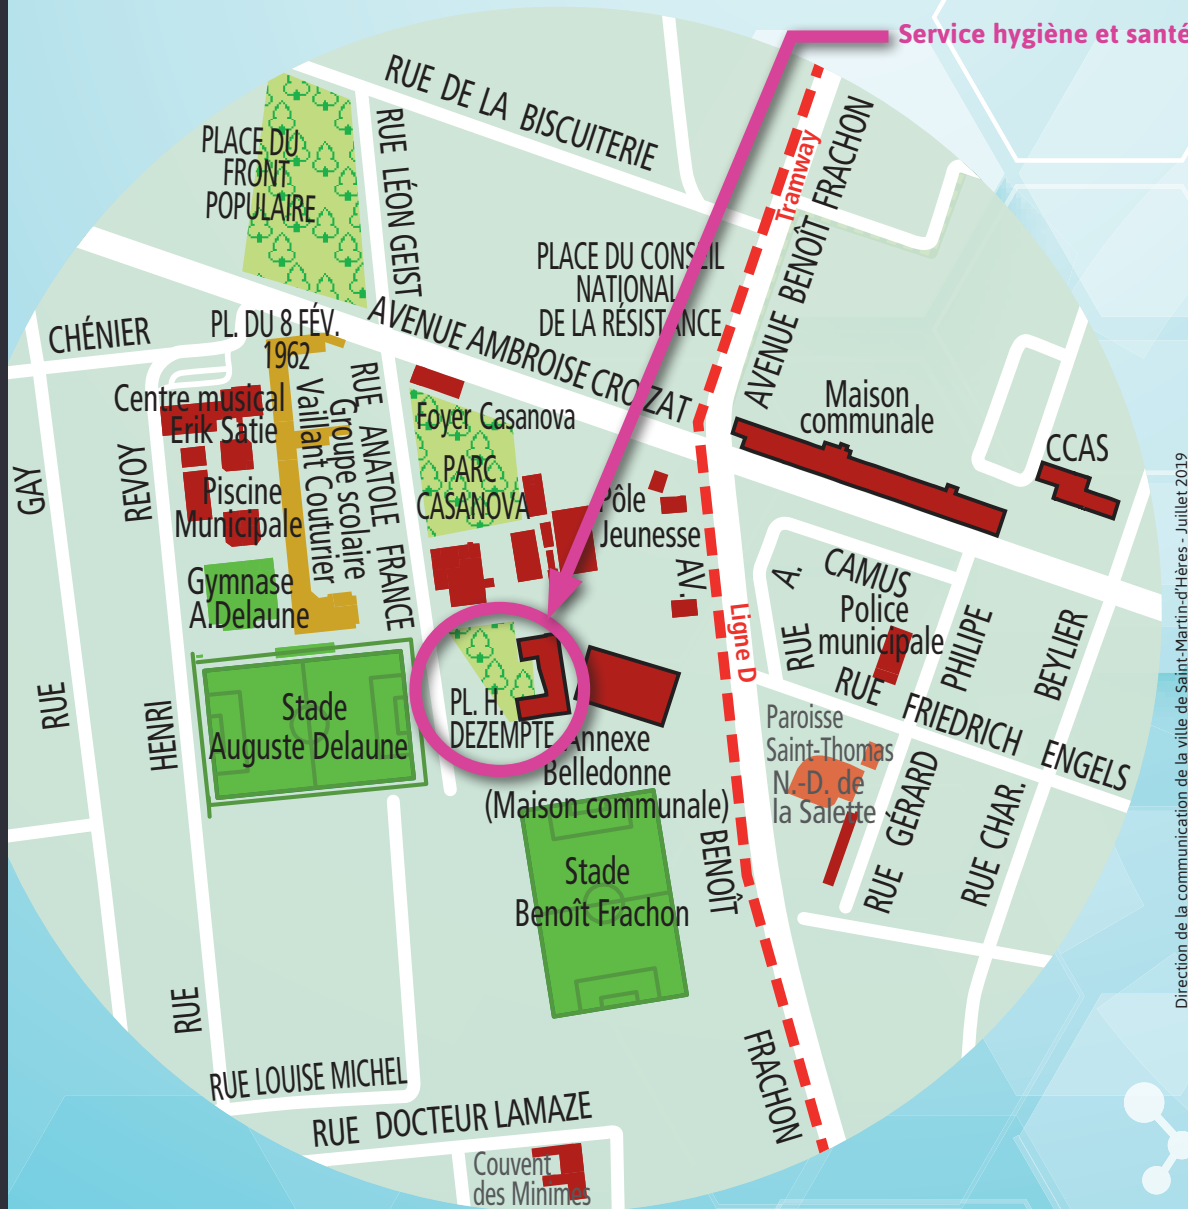 Service hygiène et santé
RUE DE LA BISCUITERIE
PLACE DU
FRONT
POPULAIRE
RUE LÉON GEIST
Tramway
AVENUE BENOÎT FRACHON
PLACE DU CONSEIL
NATIONAL
DE LA RÉSISTANCE
CHÉNIER
PL. DU 8 FÉV.
1962
AVENUE AMBROISE CROIZAT
Centre musical
Erik Satie
Groupe scolaire
Vaillant Couturier
RUE ANATOLE FRANCE
Foyer Casanova
PARC
CASANOVA
Maison
communale
CCAS
GAY
REVOY
Piscine
Municipale
Pôle
Jeunesse
Gymnase
A.Delaune
AV.
Ligne D
RUE A. CAMUS
Police
municipale
PHILIPE
BEYLIER
RUE
HENRI
Stade
Auguste Delaune
PL. H.
DEZEMPTE
Annexe
Belledonne
(Maison communale)
RUE FRIEDRICH ENGELS
Paroisse
Saint-Thomas
N.-D. de
la Salette
RUE GÉRARD
RUE CHAR.
BENOÎT
Stade
Benoît Frachon
RUE
FRACHON
RUE LOUISE MICHEL
RUE DOCTEUR LAMAZE
Couvent
des Minimes
Direction de la communication de la ville de Saint-Martin-d'Hères - Juillet 2019